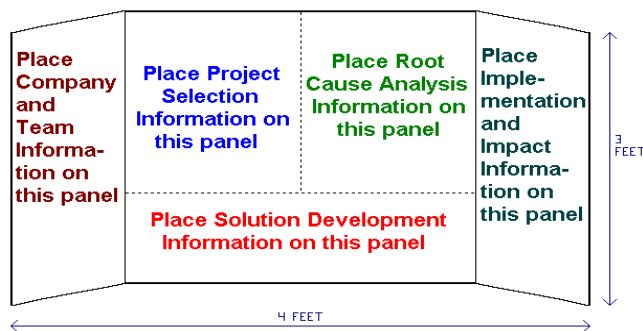 Place
Company
and
Team
Informa-
tion on
this panel
Place Project
Selection
Information on
this panel
Place Root
Cause Analysis
Information on
this panel
Place
Imple-
mentation
and
Impact
Informa-
tion on
this panel
Place Solution Development
Information on this panel
3
FEET
4 FEET